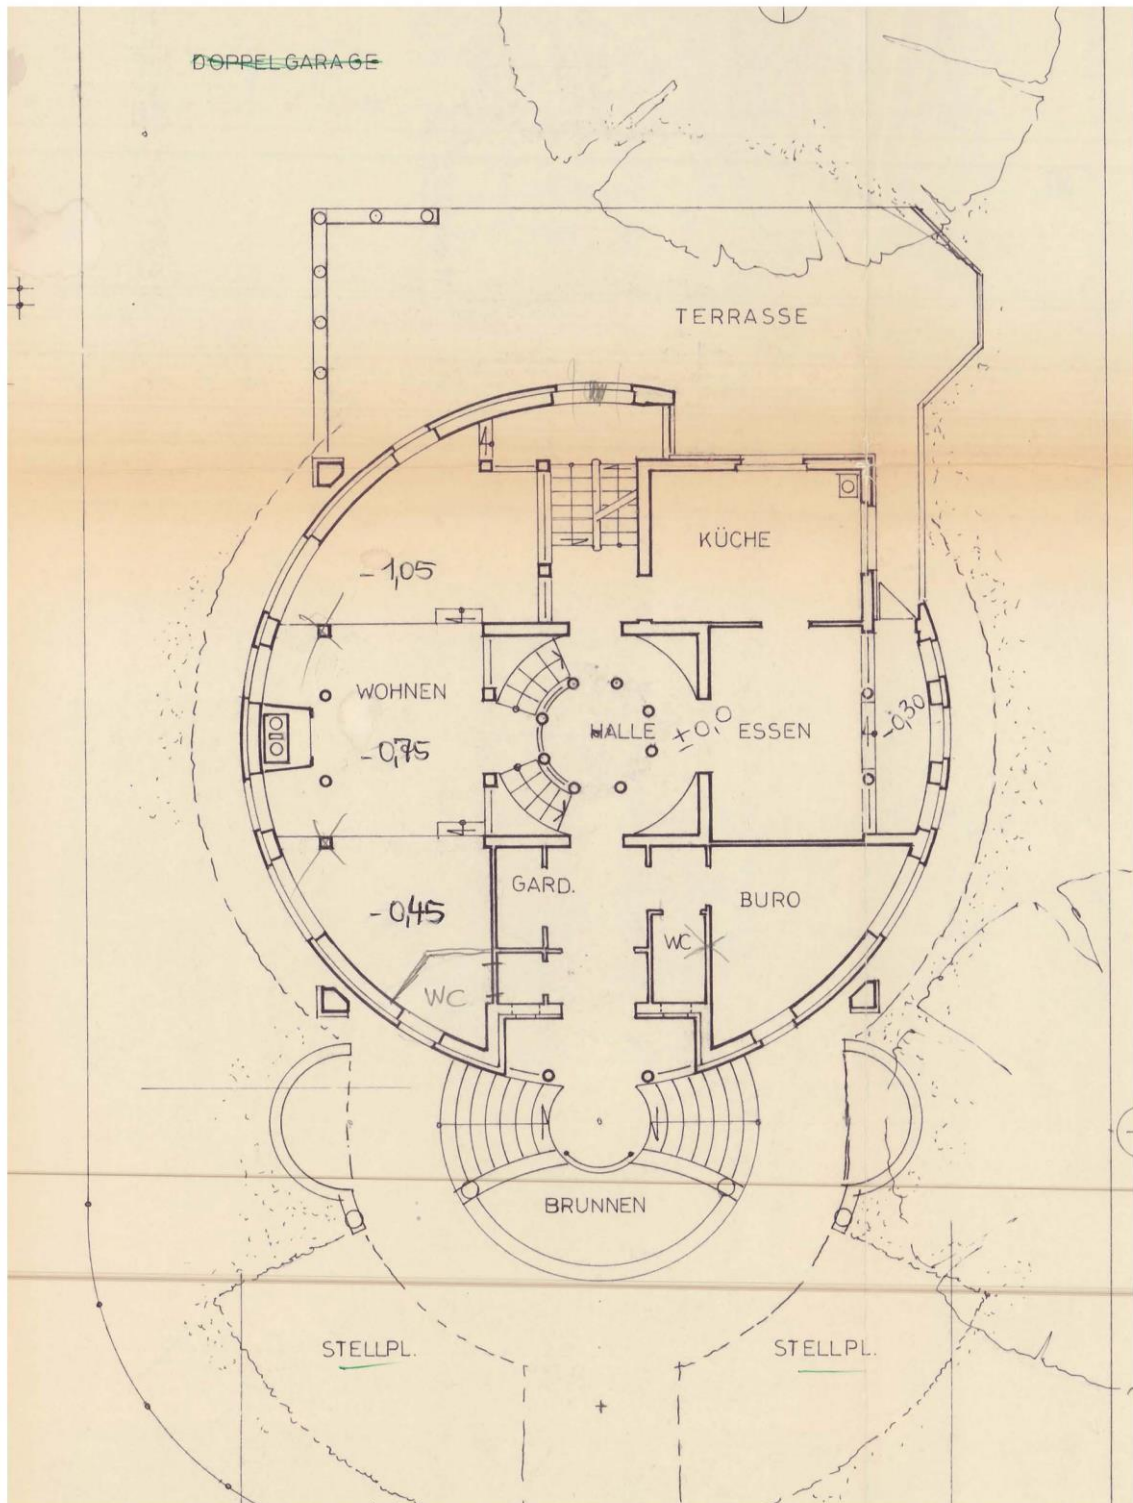 DOPPELGARAGE
TERRASSE
KÜCHE
-1,05
WOHNEN
HALLE
±0,0
ESSEN
-0,30
-0,75
GARD.
BURO
-0,45
WC
WC
BRUNNEN
STELLPL.
STELLPL.